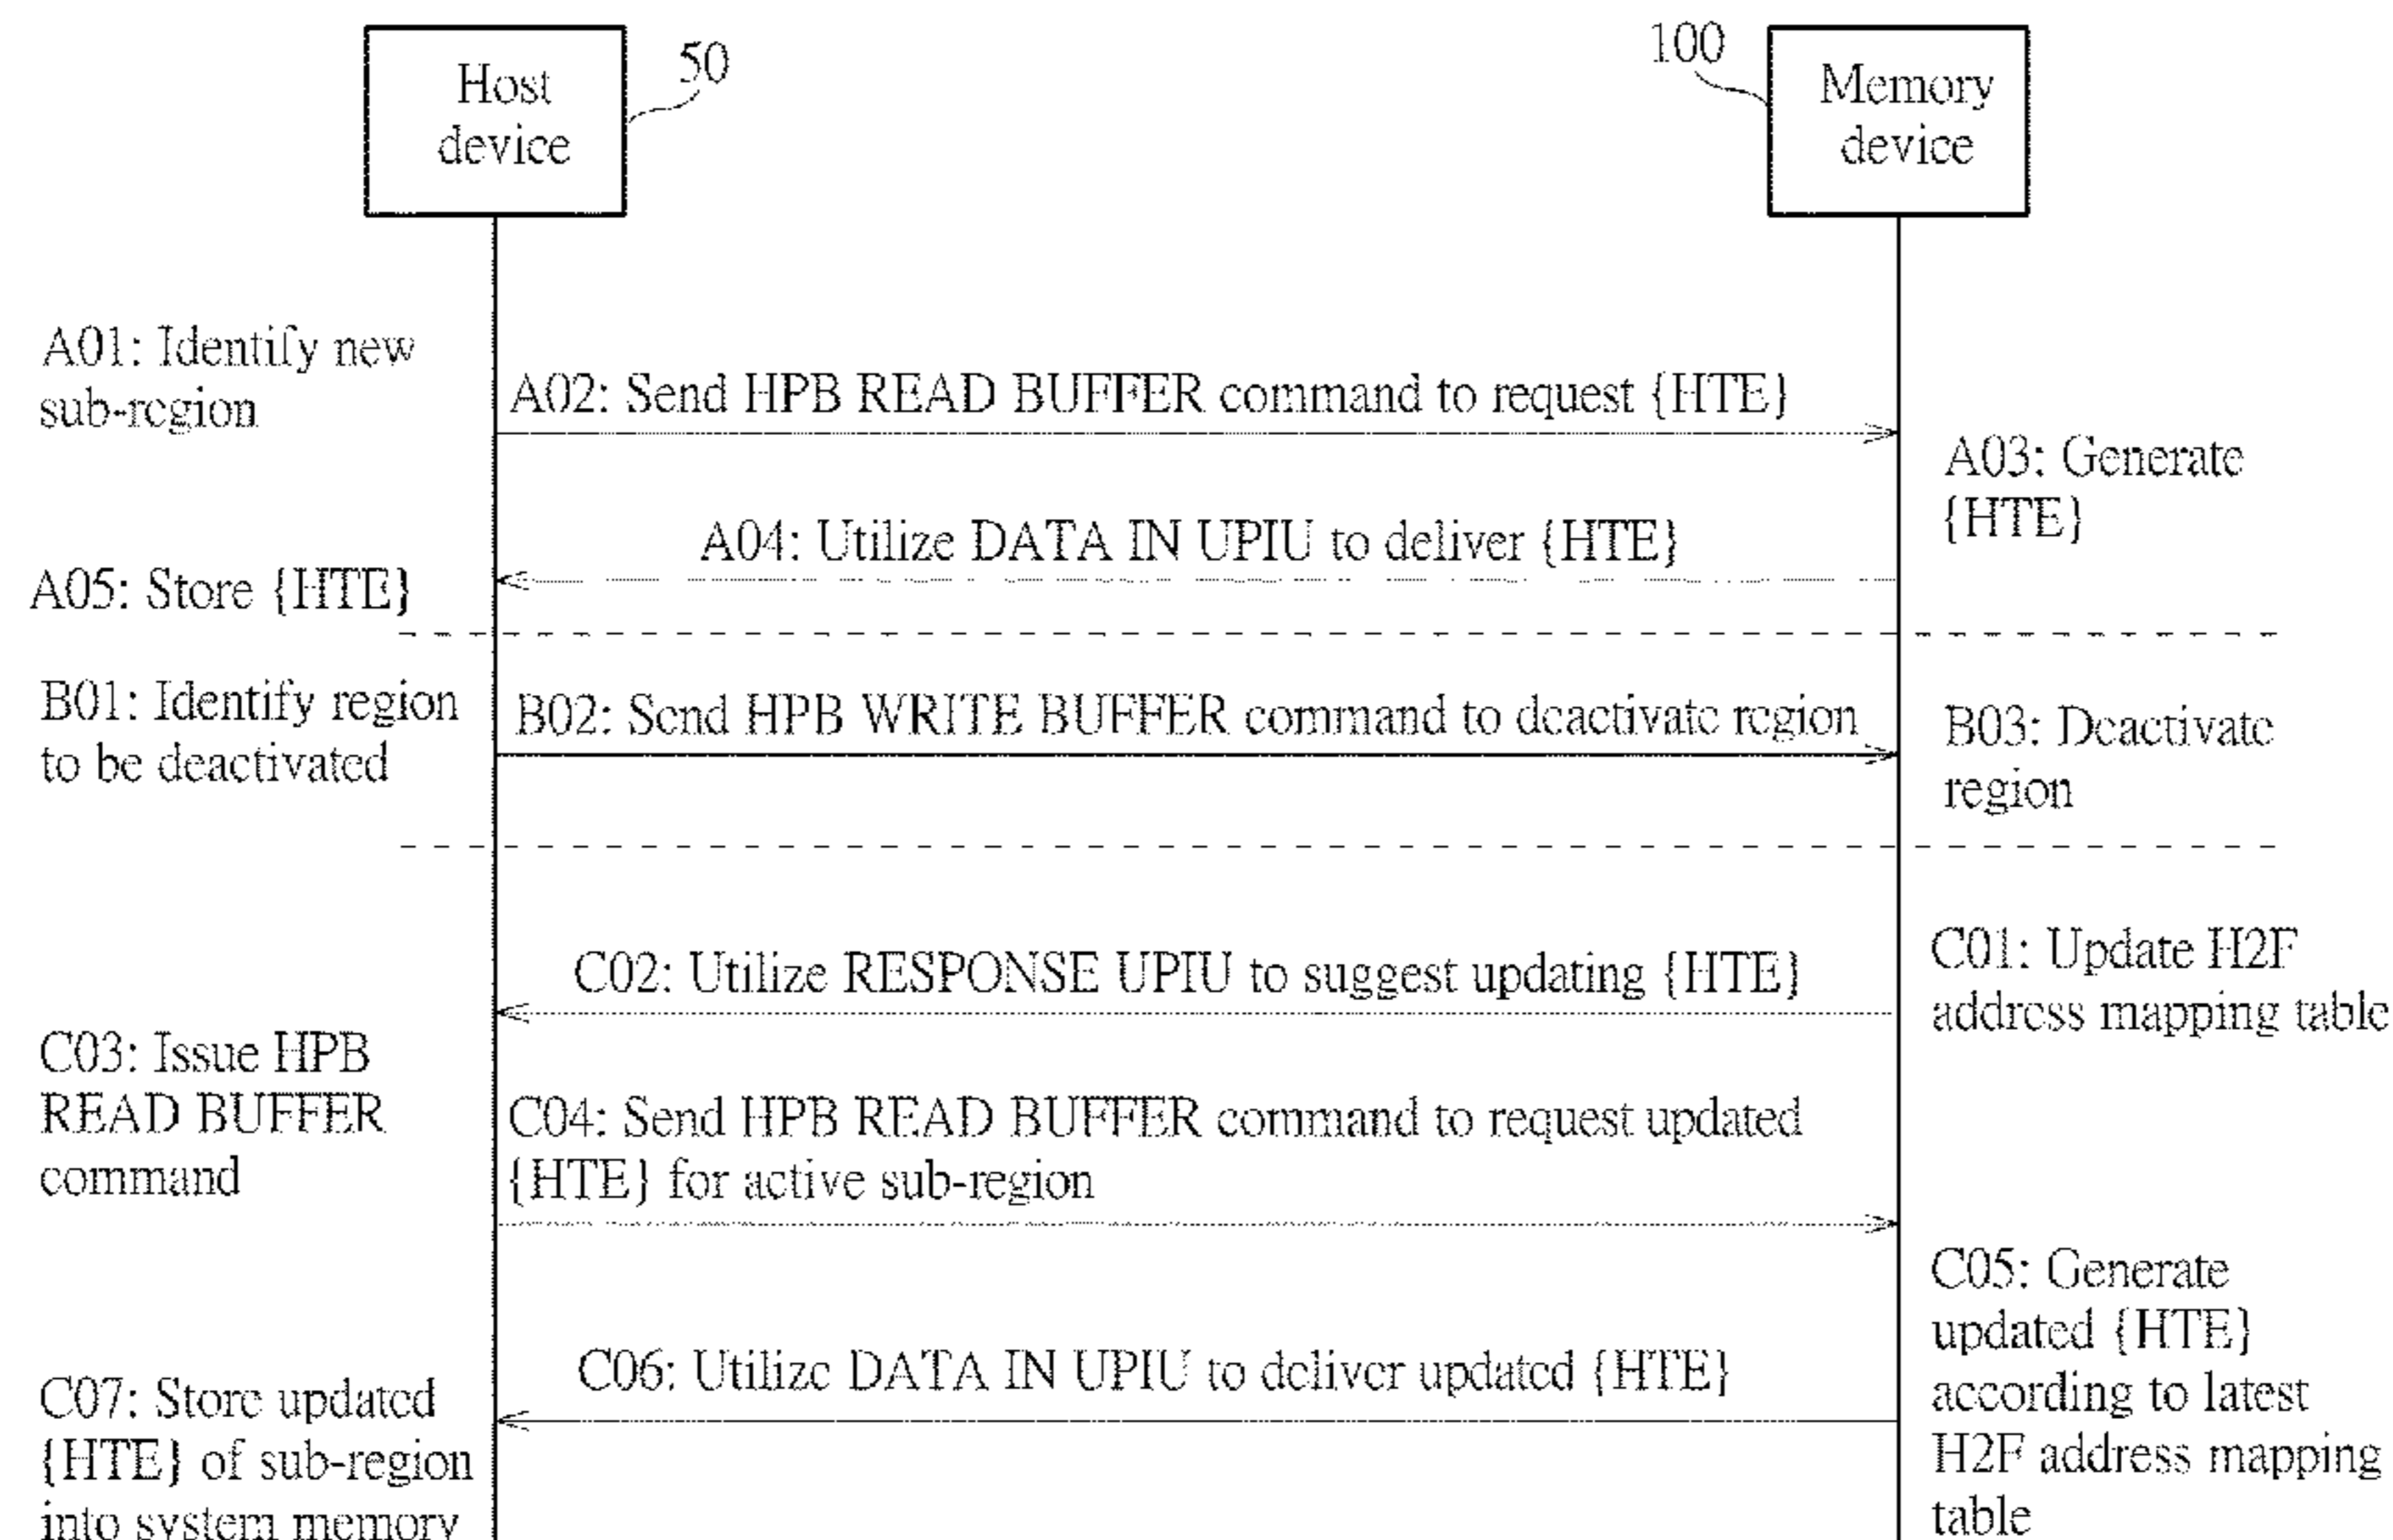 Host
device
50
100
Memory
device
A01: Identify new
sub-region
A02: Send HPB READ BUFFER command to request {HTE}
A03: Generate
{HTE}
A04: Utilize DATA IN UPIU to deliver {HTE}
A05: Store {HTE}
B01: Identify region
to be deactivated
B02: Send HPB WRITE BUFFER command to deactivate region
B03: Deactivate
region
C01: Update H2F
address mapping table
C02: Utilize RESPONSE UPIU to suggest updating {HTE}
C03: Issue HPB
READ BUFFER
command
C04: Send HPB READ BUFFER command to request updated
{HTE} for active sub-region
C05: Generate
updated {HTE}
according to latest
H2F address mapping
table
C06: Utilize DATA IN UPIU to deliver updated {HTE}
C07: Store updated
{HTE} of sub-region
into system memory